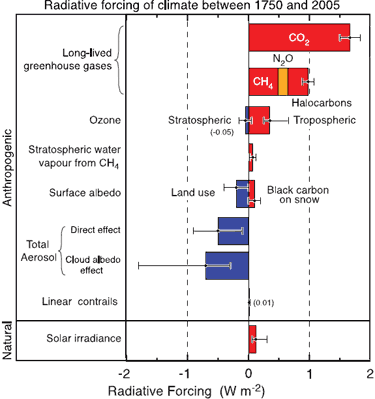 Radiative forcing of climate between 1750 and 2005
Long-lived
greenhouse gases
CO2
N2O
CH4
Halocarbons
Ozone
Stratospheric
(-0.05)
Tropospheric
Stratospheric water
vapour from CH4
Surface albedo
Land use
Black carbon
on snow
Anthropogenic
Total
Aerosol
Direct effect
Cloud albedo
effect
Linear contrails
(0.01)
Natural
Solar irradiance
-2 -1 0 1 2
Radiative Forcing (W m-2)